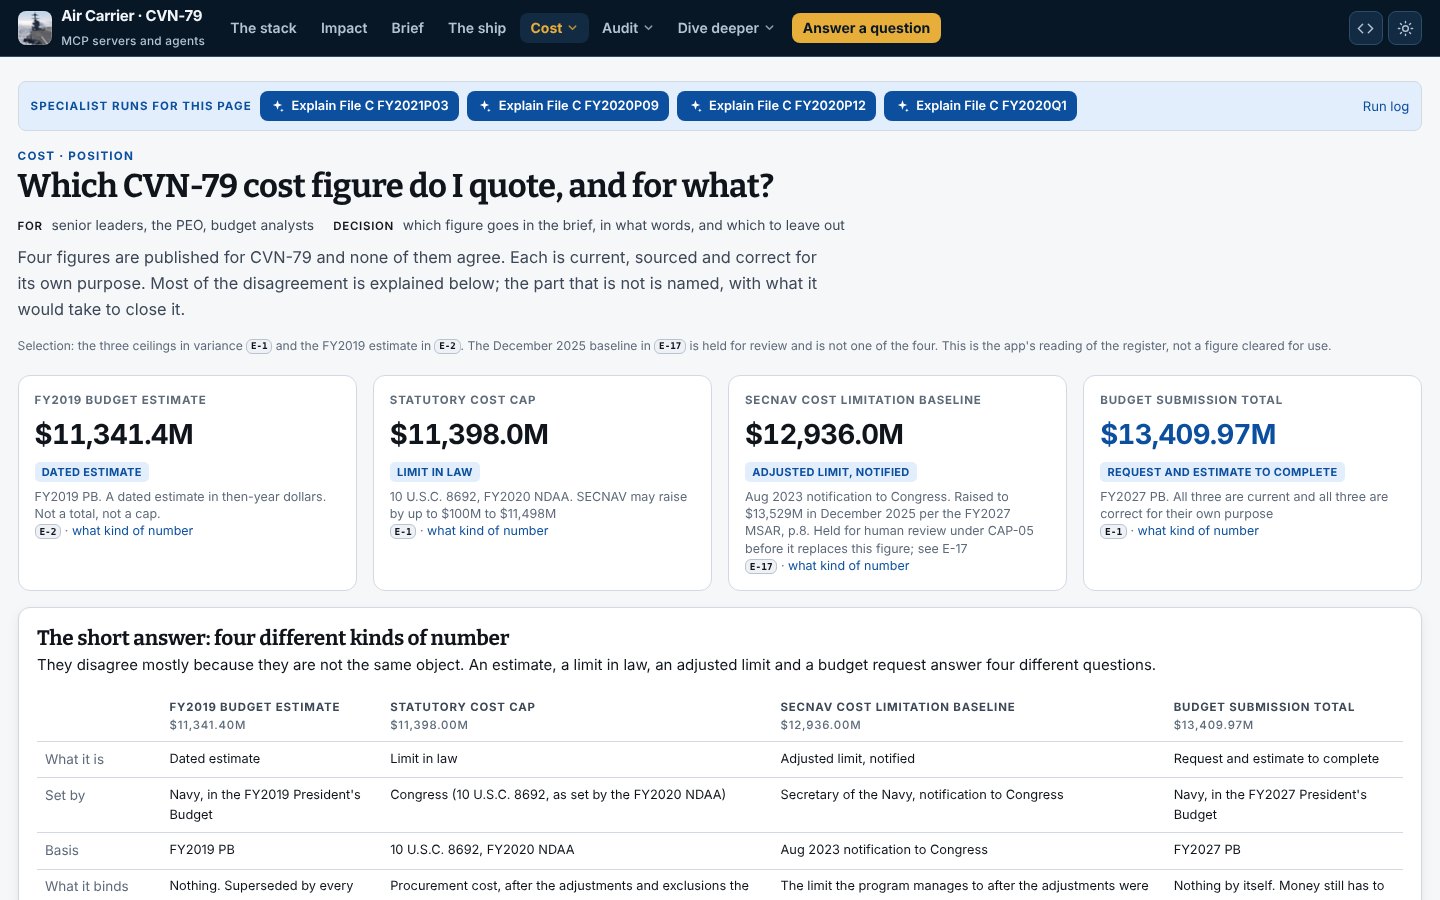 Air Carrier · CVN-79
MCP servers and agents
The stack
Impact
Brief
The ship
Cost
Audit
Dive deeper
Answer a question
SPECIALIST RUNS FOR THIS PAGE
Explain File C FY2021P03
Explain File C FY2020P09
Explain File C FY2020P12
Explain File C FY2020Q1
Run log
COST · POSITION
Which CVN-79 cost figure do I quote, and for what?
FOR senior leaders, the PEO, budget analysts DECISION which figure goes in the brief, in what words, and which to leave out
Four figures are published for CVN-79 and none of them agree. Each is current, sourced and correct for
its own purpose. Most of the disagreement is explained below; the part that is not is named, with what it
would take to close it.
Selection: the three ceilings in variance E-1 and the FY2019 estimate in E-2. The December 2025 baseline in E-17 is held for review and is not one of the four. This is the app's reading of the register, not a figure cleared for use.
FY2019 BUDGET ESTIMATE
$11,341.4M
DATED ESTIMATE
FY2019 PB. A dated estimate in then-year dollars.
Not a total, not a cap.
E-2 · what kind of number
STATUTORY COST CAP
$11,398.0M
LIMIT IN LAW
10 U.S.C. 8692, FY2020 NDAA. SECNAV may raise
by up to $100M to $11,498M
E-1 · what kind of number
SECNAV COST LIMITATION BASELINE
$12,936.0M
ADJUSTED LIMIT, NOTIFIED
Aug 2023 notification to Congress. Raised to
$13,529M in December 2025 per the FY2027
MSAR, p.8. Held for human review under CAP-05
before it replaces this figure; see E-17
E-17 · what kind of number
BUDGET SUBMISSION TOTAL
$13,409.97M
REQUEST AND ESTIMATE TO COMPLETE
FY2027 PB. All three are current and all three are
correct for their own purpose
E-1 · what kind of number
The short answer: four different kinds of number
They disagree mostly because they are not the same object. An estimate, a limit in law, an adjusted limit and a budget request answer four different questions.
FY2019 BUDGET ESTIMATE
$11,341.40M
STATUTORY COST CAP
$11,398.00M
SECNAV COST LIMITATION BASELINE
$12,936.00M
BUDGET SUBMISSION TOTAL
$13,409.97M
What it is
Dated estimate
Limit in law
Adjusted limit, notified
Request and estimate to complete
Set by
Navy, in the FY2019 President's
Budget
Congress (10 U.S.C. 8692, as set by the FY2020 NDAA)
Secretary of the Navy, notification to Congress
Navy, in the FY2027 President's
Budget
Basis
FY2019 PB
10 U.S.C. 8692, FY2020 NDAA
Aug 2023 notification to Congress
FY2027 PB
What it binds
Nothing. Superseded by every
Procurement cost, after the adjustments and exclusions the
The limit the program manages to after the adjustments were
Nothing by itself. Money still has to